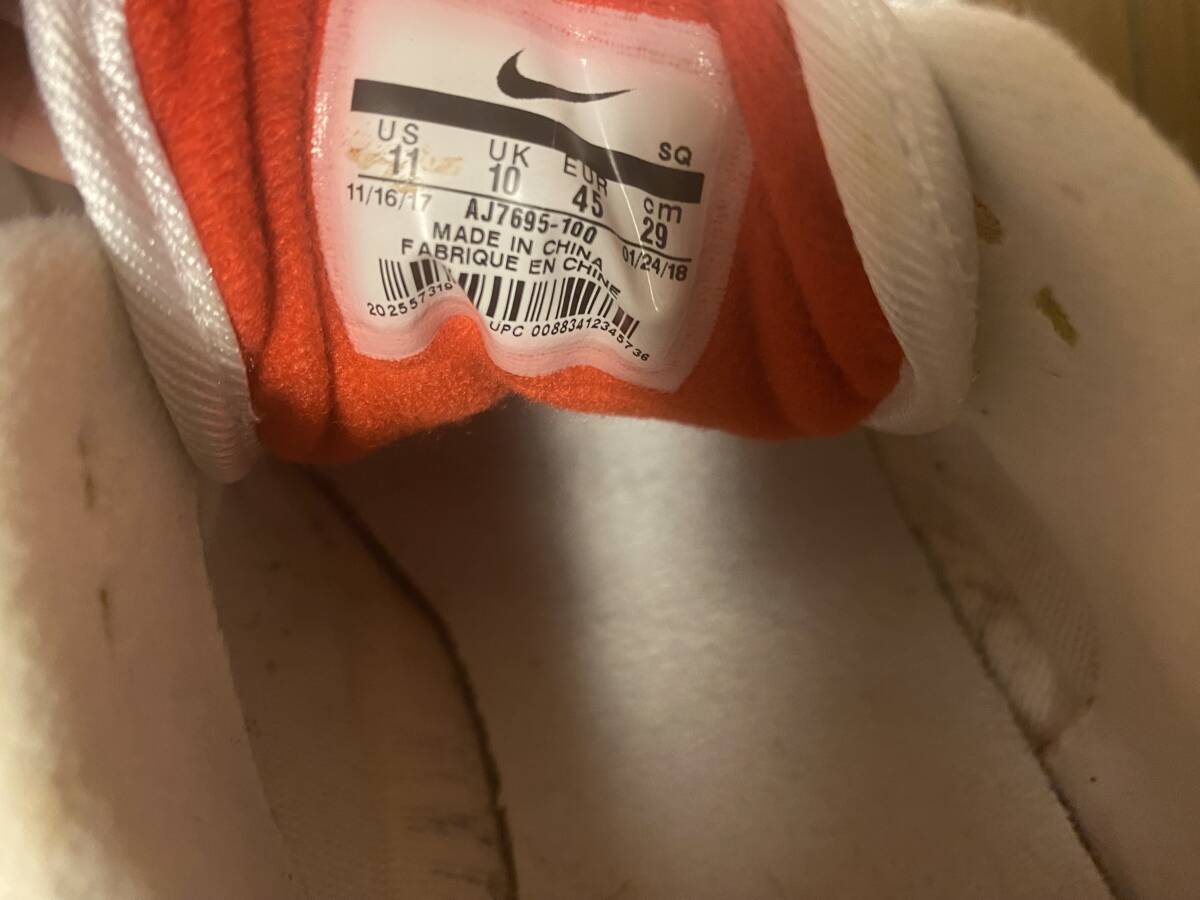 US UK EUR cm SQ
11 10 45 29
11/16/17 AJ7695-100 01/24/18
MADE IN CHINA
FABRIQUE EN CHINE
2025573196
UPC 00883412345736